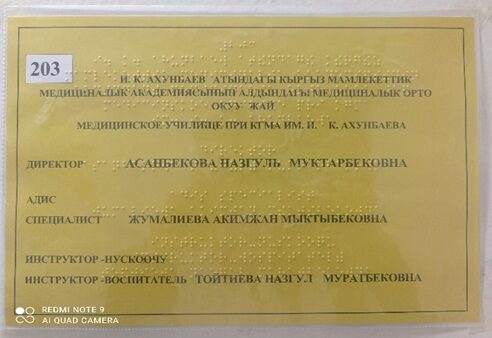 203
И. К. АХУНБАЕВ АТЫНДАГЫ КЫРГЫЗ МАМЛЕКЕТТИК
МЕДИЦИНАЛЫК АКАДЕМИЯСЫНЫН АЛДЫНДАГЫ МЕДИЦИНАЛЫК ОРТО
ОКУУ ЖАЙ
МЕДИЦИНСКОЕ УЧИЛИЩЕ ПРИ КГМА ИМ. И. К. АХУНБАЕВА
ДИРЕКТОР АСАНБЕКОВА НАЗГУЛЬ МУКТАРБЕКОВНА
АДИС
СПЕЦИАЛИСТ ЖУМАЛИЕВА АКИМЖАН МЫКТЫБЕКОВНА
ИНСТРУКТОР -НУСКООЧУ
ИНСТРУКТОР -ВОСПИТАТЕЛЬ ТОЙТИЕВА НАЗГУЛ МУРАТБЕКОВНА
REDMI NOTE 9
AI QUAD CAMERA